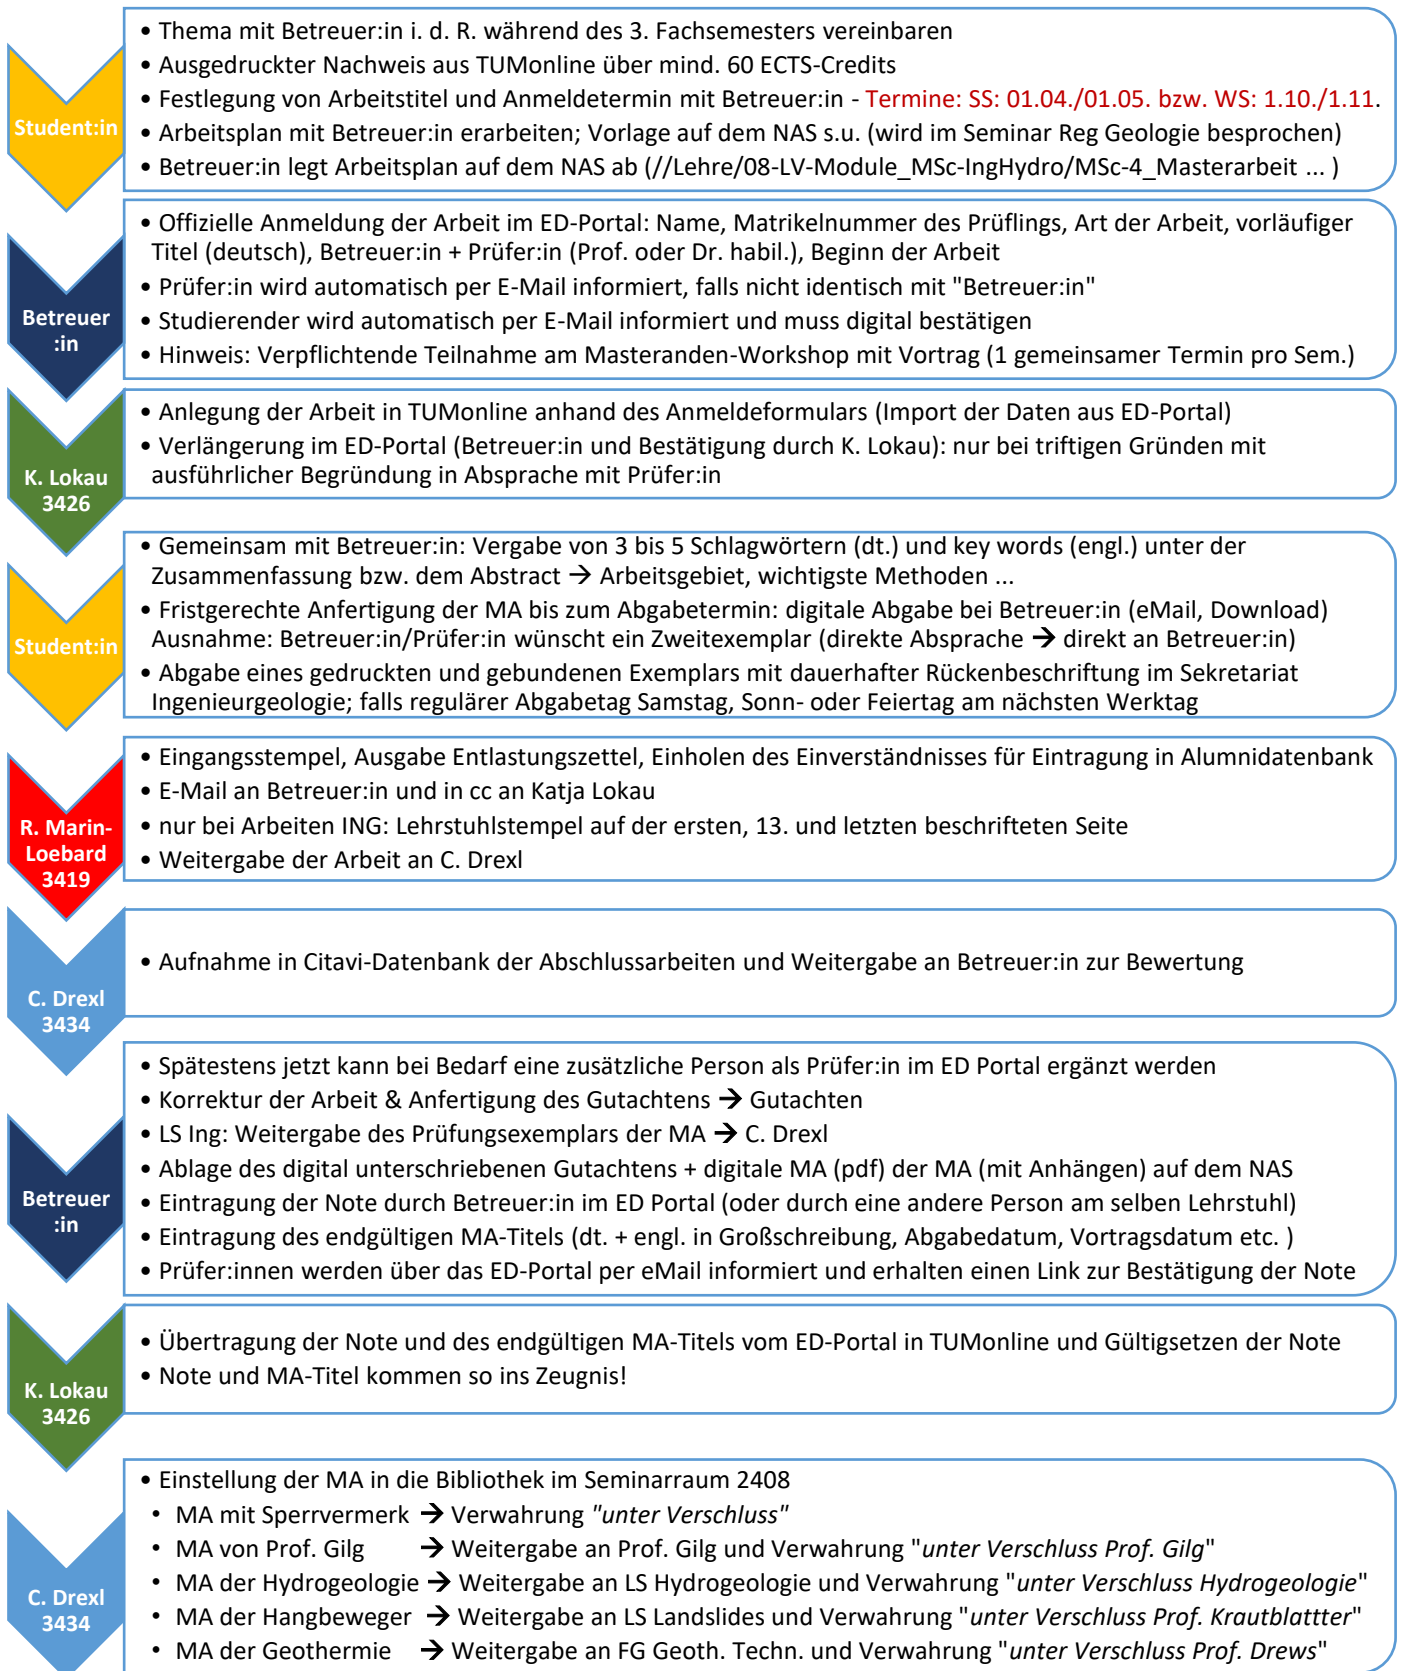 Student:in
• Thema mit Betreuer:in i. d. R. während des 3. Fachsemesters vereinbaren
• Ausgedruckter Nachweis aus TUMonline über mind. 60 ECTS-Credits
• Festlegung von Arbeitstitel und Anmeldetermin mit Betreuer:in - Termine: SS: 01.04./01.05. bzw. WS: 1.10./1.11.
• Arbeitsplan mit Betreuer:in erarbeiten; Vorlage auf dem NAS s.u. (wird im Seminar Reg Geologie besprochen)
• Betreuer:in legt Arbeitsplan auf dem NAS ab (//Lehre/08-LV-Module_MSc-IngHydro/MSc-4_Masterarbeit ... )
Betreuer
:in
• Offizielle Anmeldung der Arbeit im ED-Portal: Name, Matrikelnummer des Prüflings, Art der Arbeit, vorläufiger
Titel (deutsch), Betreuer:in + Prüfer:in (Prof. oder Dr. habil.), Beginn der Arbeit
• Prüfer:in wird automatisch per E-Mail informiert, falls nicht identisch mit "Betreuer:in"
• Studierender wird automatisch per E-Mail informiert und muss digital bestätigen
• Hinweis: Verpflichtende Teilnahme am Masteranden-Workshop mit Vortrag (1 gemeinsamer Termin pro Sem.)
K. Lokau
3426
• Anlegung der Arbeit in TUMonline anhand des Anmeldeformulars (Import der Daten aus ED-Portal)
• Verlängerung im ED-Portal (Betreuer:in und Bestätigung durch K. Lokau): nur bei triftigen Gründen mit
ausführlicher Begründung in Absprache mit Prüfer:in
Student:in
• Gemeinsam mit Betreuer:in: Vergabe von 3 bis 5 Schlagwörtern (dt.) und key words (engl.) unter der
Zusammenfassung bzw. dem Abstract → Arbeitsgebiet, wichtigste Methoden ...
• Fristgerechte Anfertigung der MA bis zum Abgabetermin: digitale Abgabe bei Betreuer:in (eMail, Download)
Ausnahme: Betreuer:in/Prüfer:in wünscht ein Zweitexemplar (direkte Absprache → direkt an Betreuer:in)
• Abgabe eines gedruckten und gebundenen Exemplars mit dauerhafter Rückenbeschriftung im Sekretariat
Ingenieurgeologie; falls regulärer Abgabetag Samstag, Sonn- oder Feiertag am nächsten Werktag
R. Marin-
Loebard
3419
• Eingangsstempel, Ausgabe Entlastungszettel, Einholen des Einverständnisses für Eintragung in Alumnidatenbank
• E-Mail an Betreuer:in und in cc an Katja Lokau
• nur bei Arbeiten ING: Lehrstuhlstempel auf der ersten, 13. und letzten beschrifteten Seite
• Weitergabe der Arbeit an C. Drexl
C. Drexl
3434
• Aufnahme in Citavi-Datenbank der Abschlussarbeiten und Weitergabe an Betreuer:in zur Bewertung
Betreuer
:in
• Spätestens jetzt kann bei Bedarf eine zusätzliche Person als Prüfer:in im ED Portal ergänzt werden
• Korrektur der Arbeit & Anfertigung des Gutachtens → Gutachten
• LS Ing: Weitergabe des Prüfungsexemplars der MA → C. Drexl
• Ablage des digital unterschriebenen Gutachtens + digitale MA (pdf) der MA (mit Anhängen) auf dem NAS
• Eintragung der Note durch Betreuer:in im ED Portal (oder durch eine andere Person am selben Lehrstuhl)
• Eintragung des endgültigen MA-Titels (dt. + engl. in Großschreibung, Abgabedatum, Vortragsdatum etc. )
• Prüfer:innen werden über das ED-Portal per eMail informiert und erhalten einen Link zur Bestätigung der Note
K. Lokau
3426
• Übertragung der Note und des endgültigen MA-Titels vom ED-Portal in TUMonline und Gültigsetzen der Note
• Note und MA-Titel kommen so ins Zeugnis!
C. Drexl
3434
• Einstellung der MA in die Bibliothek im Seminarraum 2408
• MA mit Sperrvermerk → Verwahrung "unter Verschluss"
• MA von Prof. Gilg → Weitergabe an Prof. Gilg und Verwahrung "unter Verschluss Prof. Gilg"
• MA der Hydrogeologie → Weitergabe an LS Hydrogeologie und Verwahrung "unter Verschluss Hydrogeologie"
• MA der Hangbeweger → Weitergabe an LS Landslides und Verwahrung "unter Verschluss Prof. Krautblattter"
• MA der Geothermie → Weitergabe an FG Geoth. Techn. und Verwahrung "unter Verschluss Prof. Drews"